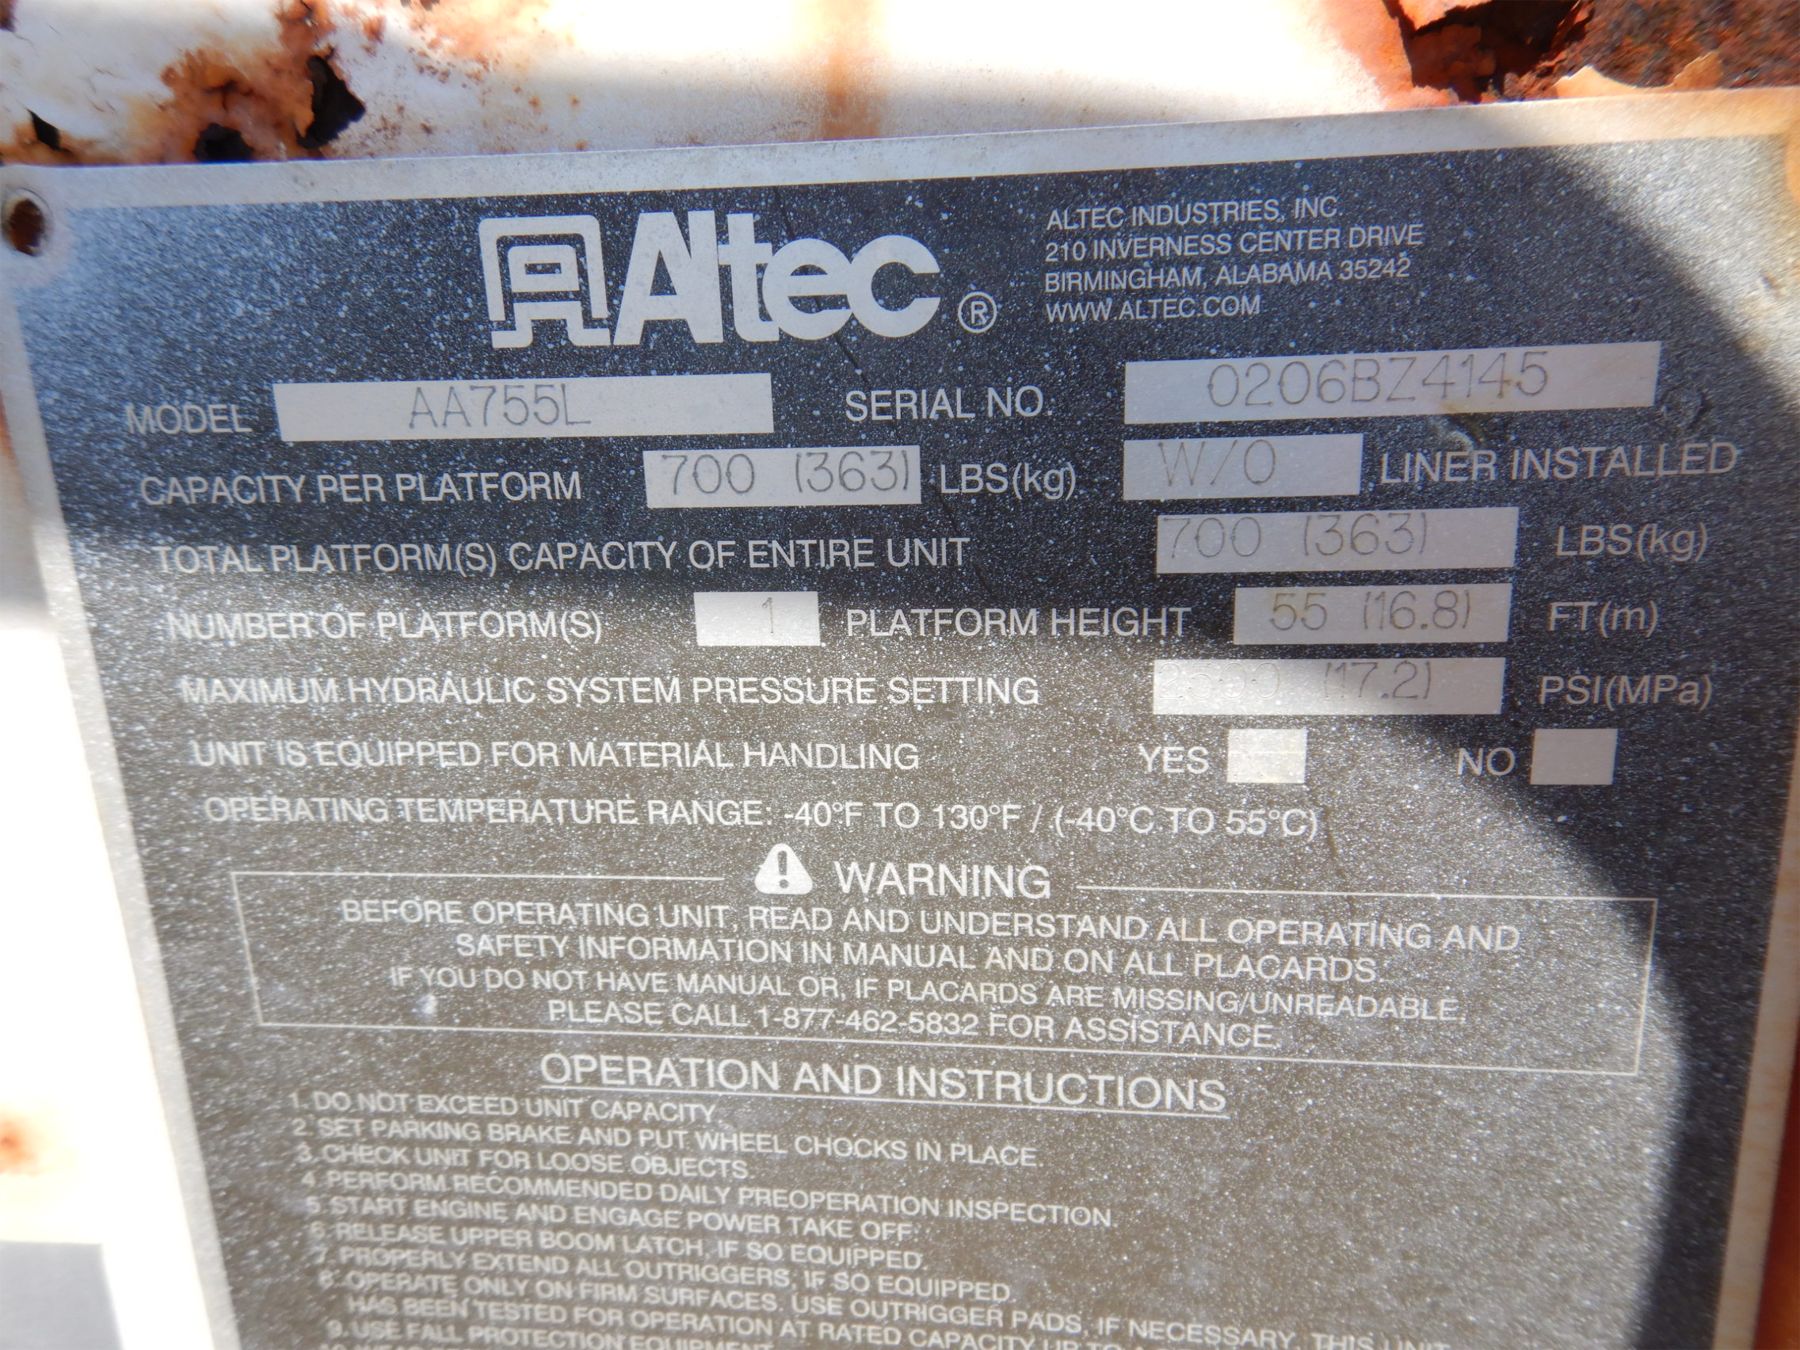 Altec ®
ALTEC INDUSTRIES, INC.
210 INVERNESS CENTER DRIVE
BIRMINGHAM, ALABAMA 35242
WWW.ALTEC.COM
MODEL AA755L SERIAL NO. 0206BZ4145
CAPACITY PER PLATFORM 700 (363) LBS(kg) W/O LINER INSTALLED
TOTAL PLATFORM(S) CAPACITY OF ENTIRE UNIT 700 (363) LBS(kg)
NUMBER OF PLATFORM(S) 1 PLATFORM HEIGHT 55 (16.8) FT(m)
MAXIMUM HYDRAULIC SYSTEM PRESSURE SETTING (17.2) PSI(MPa)
UNIT IS EQUIPPED FOR MATERIAL HANDLING YES NO
OPERATING TEMPERATURE RANGE: -40°F TO 130°F / (-40°C TO 55°C)
WARNING
BEFORE OPERATING UNIT, READ AND UNDERSTAND ALL OPERATING AND
SAFETY INFORMATION IN MANUAL AND ON ALL PLACARDS.
IF YOU DO NOT HAVE MANUAL OR, IF PLACARDS ARE MISSING/UNREADABLE,
PLEASE CALL 1-877-462-5832 FOR ASSISTANCE.
OPERATION AND INSTRUCTIONS
1. DO NOT EXCEED UNIT CAPACITY.
2. SET PARKING BRAKE AND PUT WHEEL CHOCKS IN PLACE.
3. CHECK UNIT FOR LOOSE OBJECTS.
4. PERFORM RECOMMENDED DAILY PREOPERATION INSPECTION.
5. START ENGINE AND ENGAGE POWER TAKE OFF.
6. RELEASE UPPER BOOM LATCH, IF SO EQUIPPED.
7. PROPERLY EXTEND ALL OUTRIGGERS, IF SO EQUIPPED.
8. OPERATE ONLY ON FIRM SURFACES. USE OUTRIGGER PADS, IF NECESSARY. THIS UNIT
HAS BEEN TESTED FOR OPERATION AT RATED CAPACITY UP TO A
9. USE FALL PROTECTION EQUIPMENT.